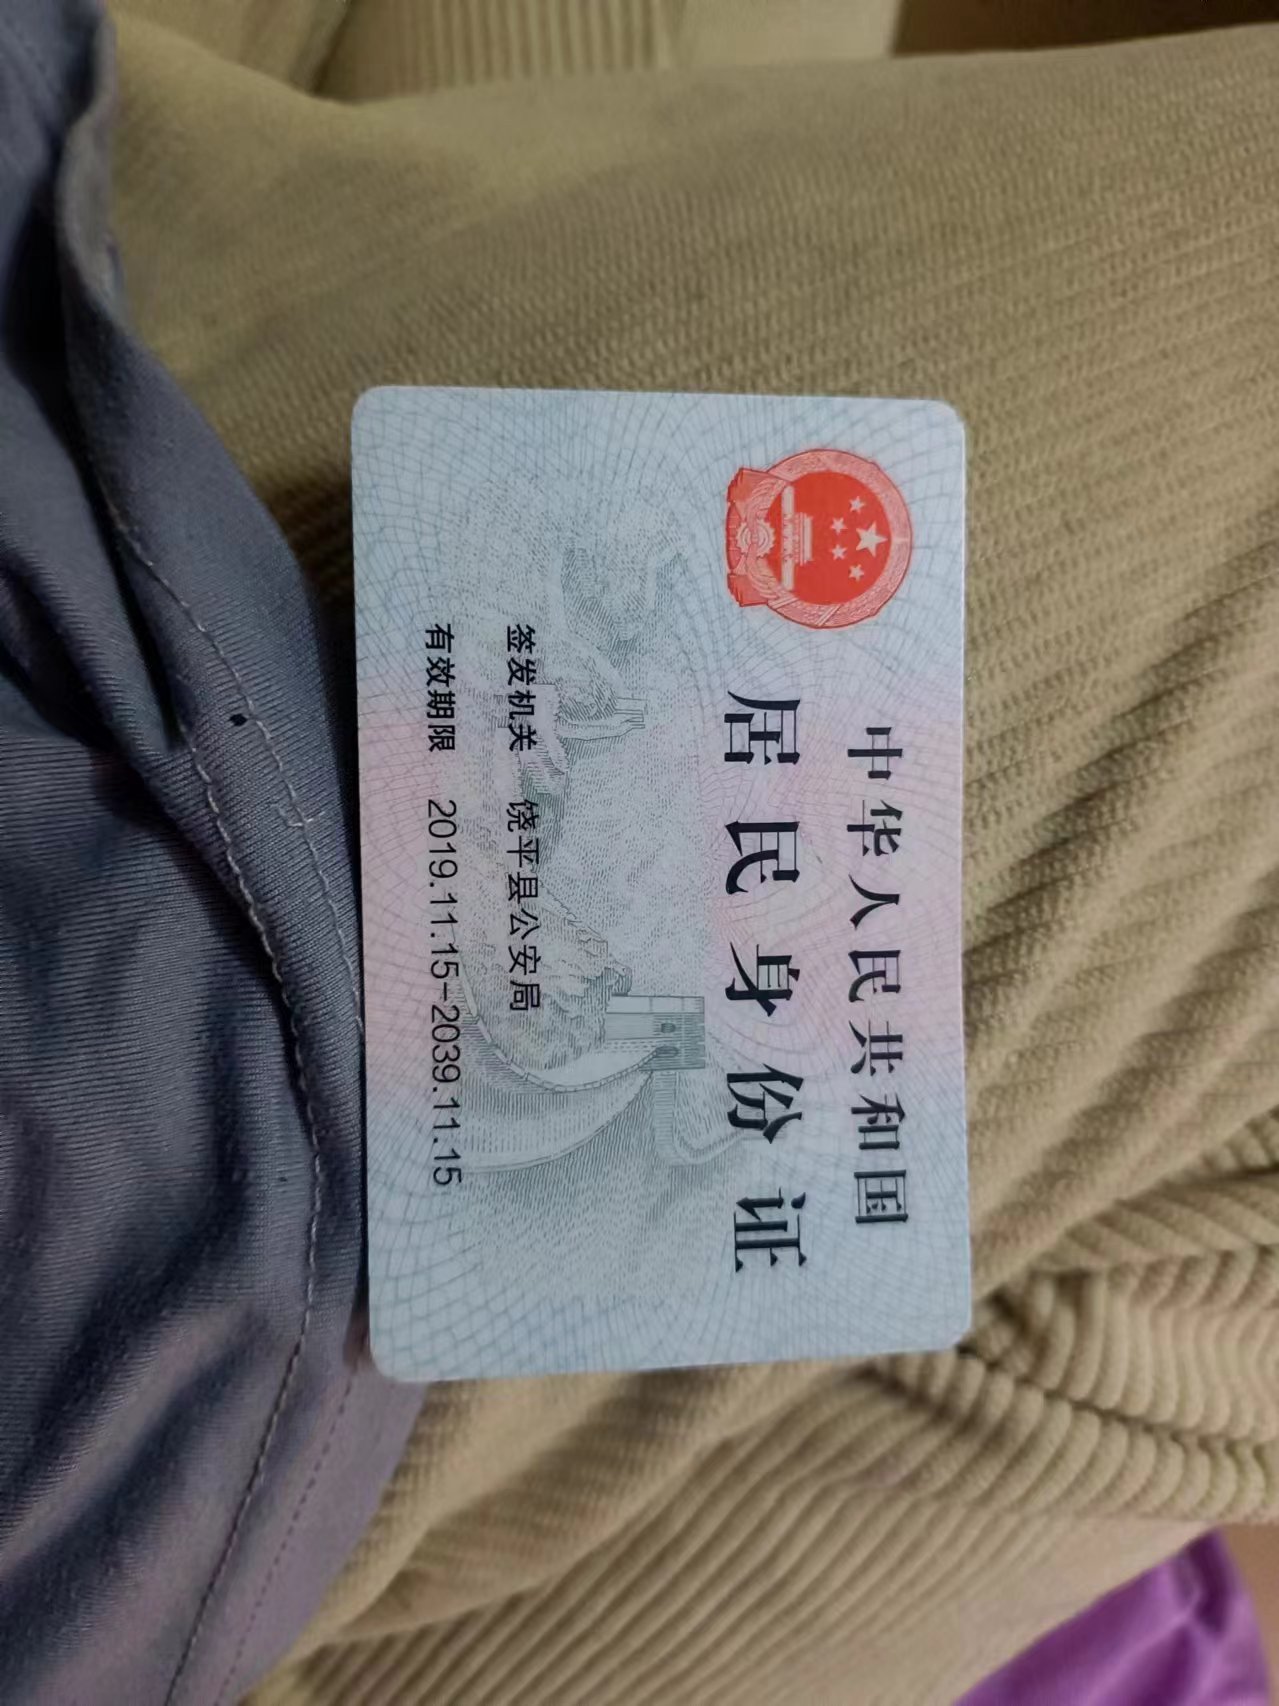 中华人民共和国
居民身份证
签发机关 饶平县公安局
有效期限 2019.11.15-2039.11.15